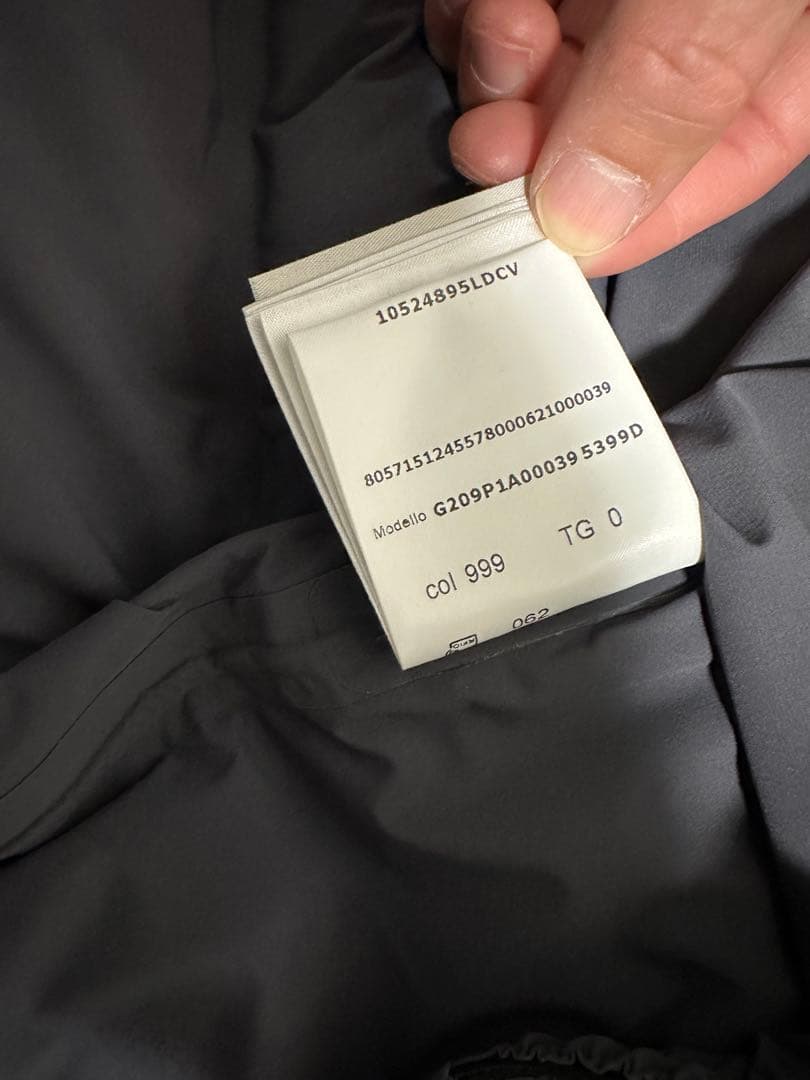 10524895LDCV
8057151245578000621000039
Modello G209P1A00039 5399D
col 999 TG 0
062